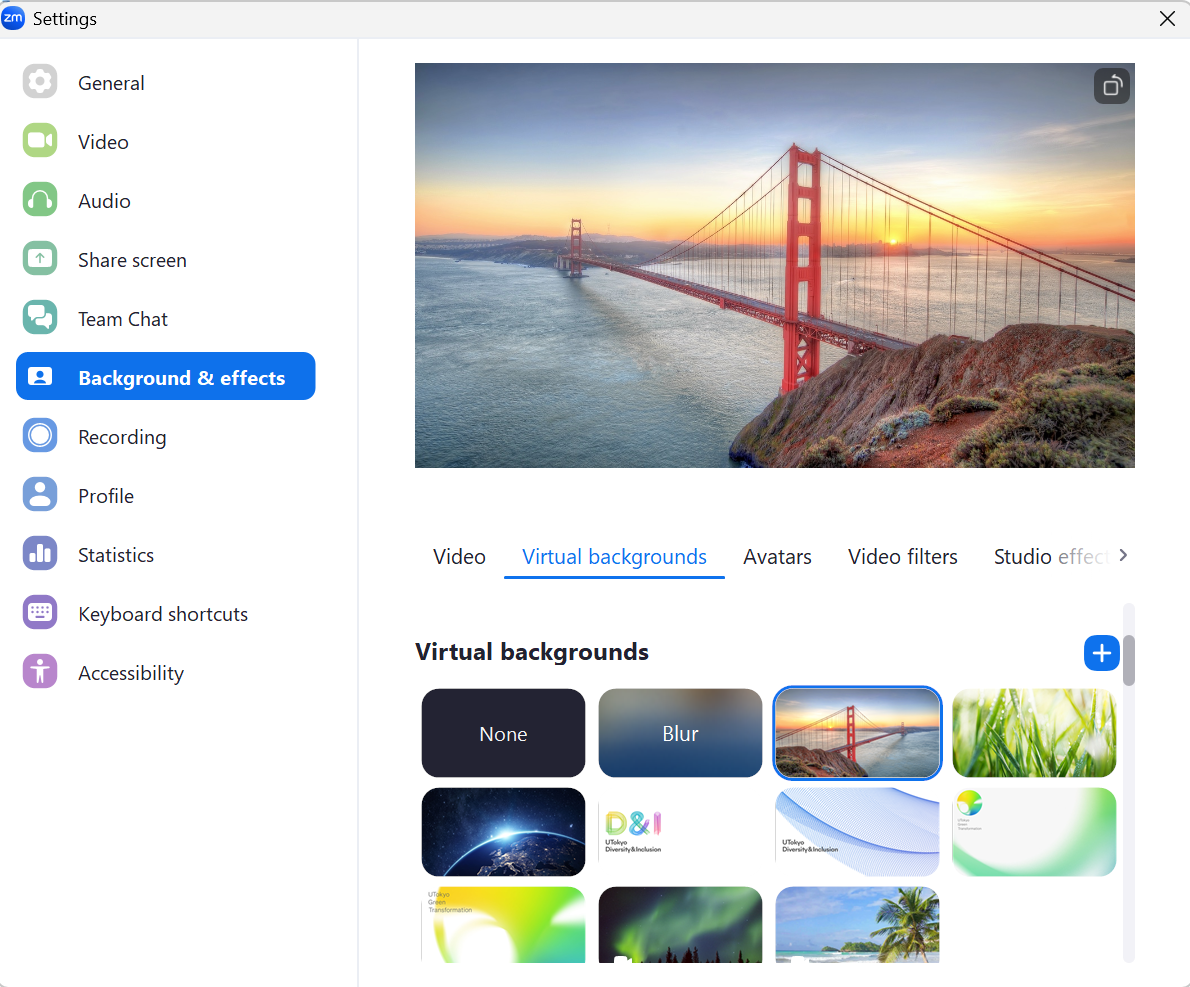 zm Settings
General
Video
Audio
Share screen
Team Chat
Background & effects
Recording
Profile
Statistics
Keyboard shortcuts
Accessibility
Video
Virtual backgrounds
Avatars
Video filters
Studio effect
Virtual backgrounds
None
Blur
D&I
UTokyo
Diversity&Inclusion
UTokyo
Diversity&Inclusion
UTokyo
Green
Transformation
UTokyo
Green
Transformation